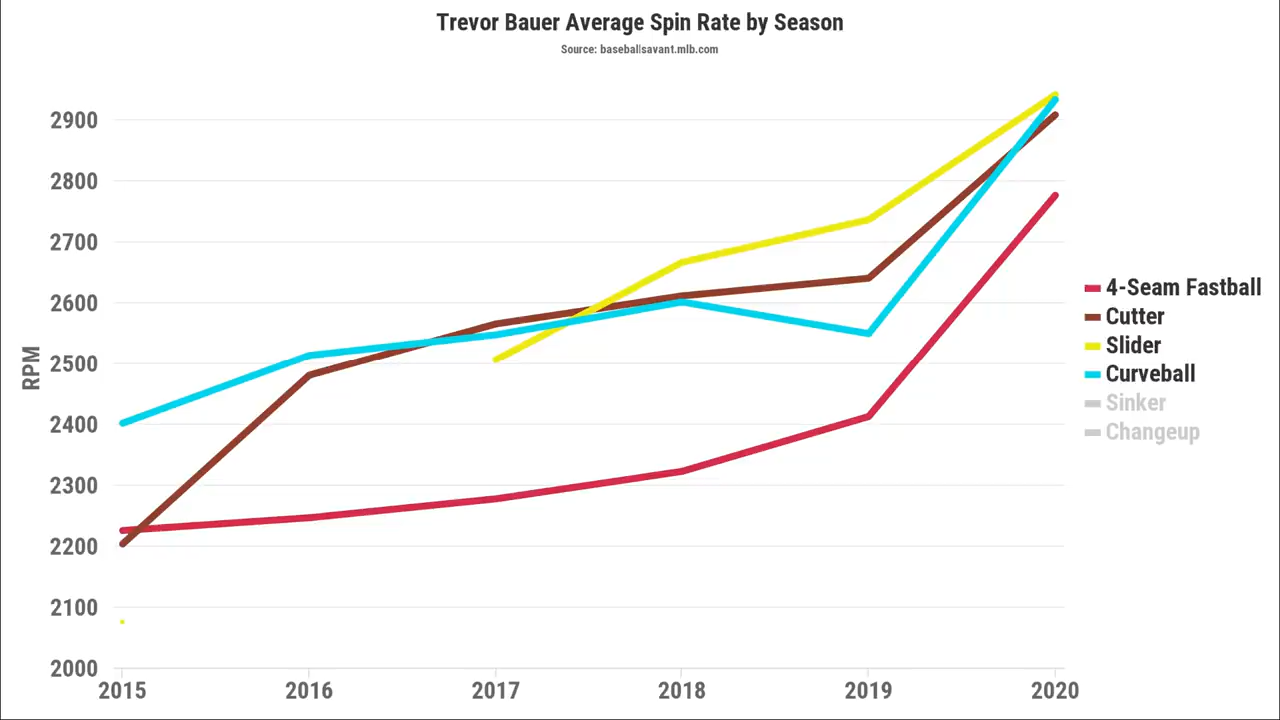 Trevor Bauer Average Spin Rate by Season
Source: baseballsavant.mlb.com
2900
2800
2700
2600
2500
2400
2300
2200
2100
2000
RPM
2015 2016 2017 2018 2019 2020
4-Seam Fastball
Cutter
Slider
Curveball
Sinker
Changeup